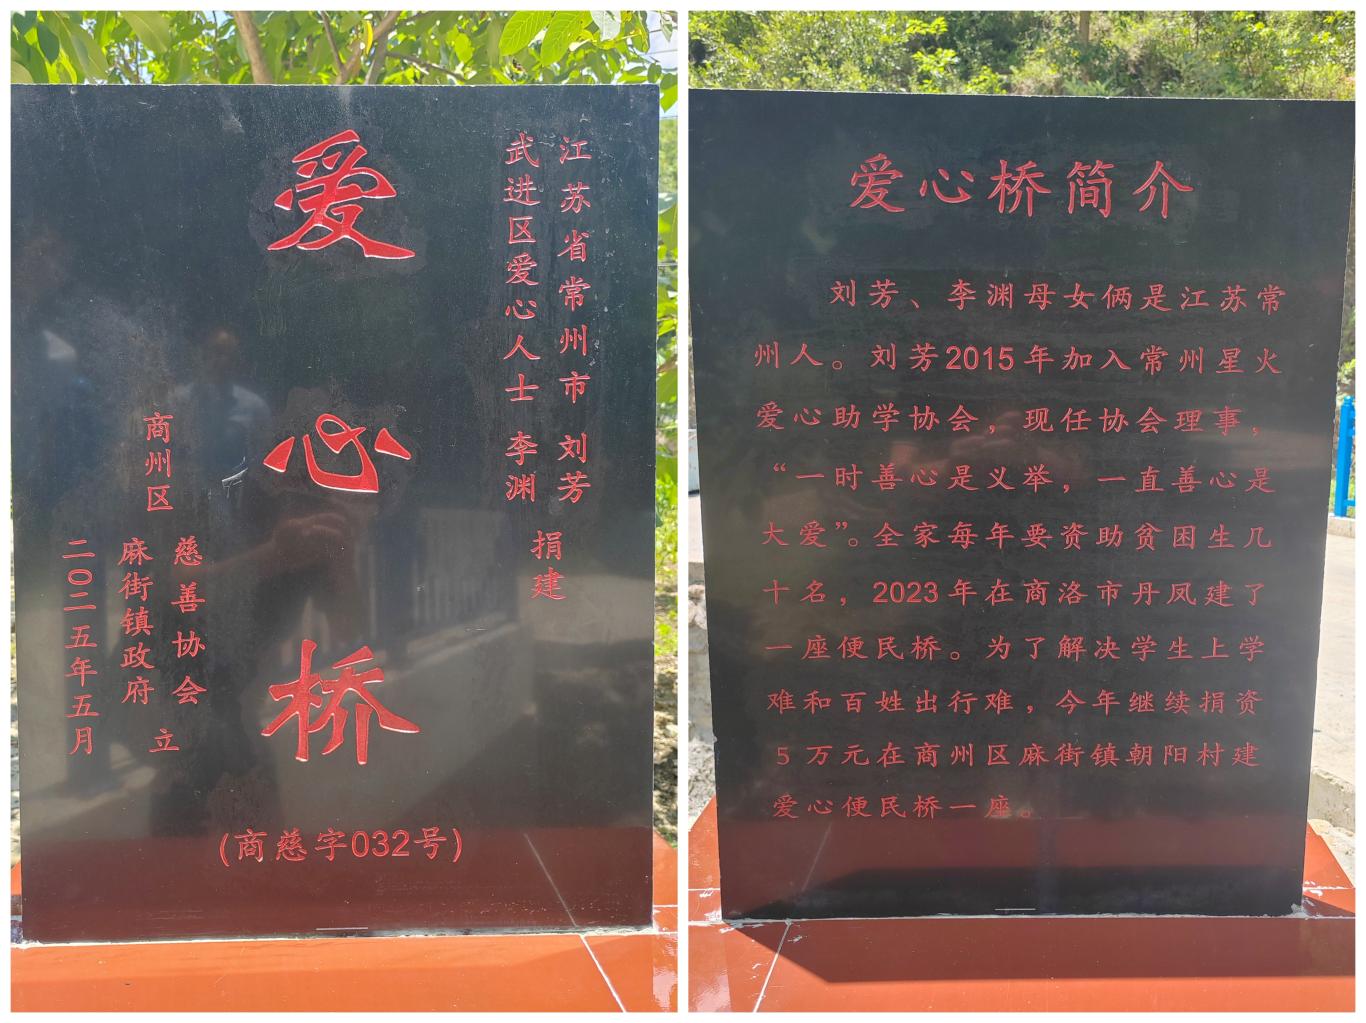 江苏省常州市 刘芳
武进区爱心人士 李渊
捐建
爱心桥
商州区
慈善协会
麻街镇政府
立
二〇二五年五月
(商慈字032号)
爱心桥简介
刘芳、李渊母女俩是江苏常
州人。刘芳2015年加入常州星火
爱心助学协会，现任协会理事，
“一时善心是义举，一直善心是
大爱”。全家每年要资助贫困生几
十名，2023年在商洛市丹凤建了
一座便民桥。为了解决学生上学
难和百姓出行难，今年继续捐资
5万元在商州区麻街镇朝阳村建
爱心便民桥一座。